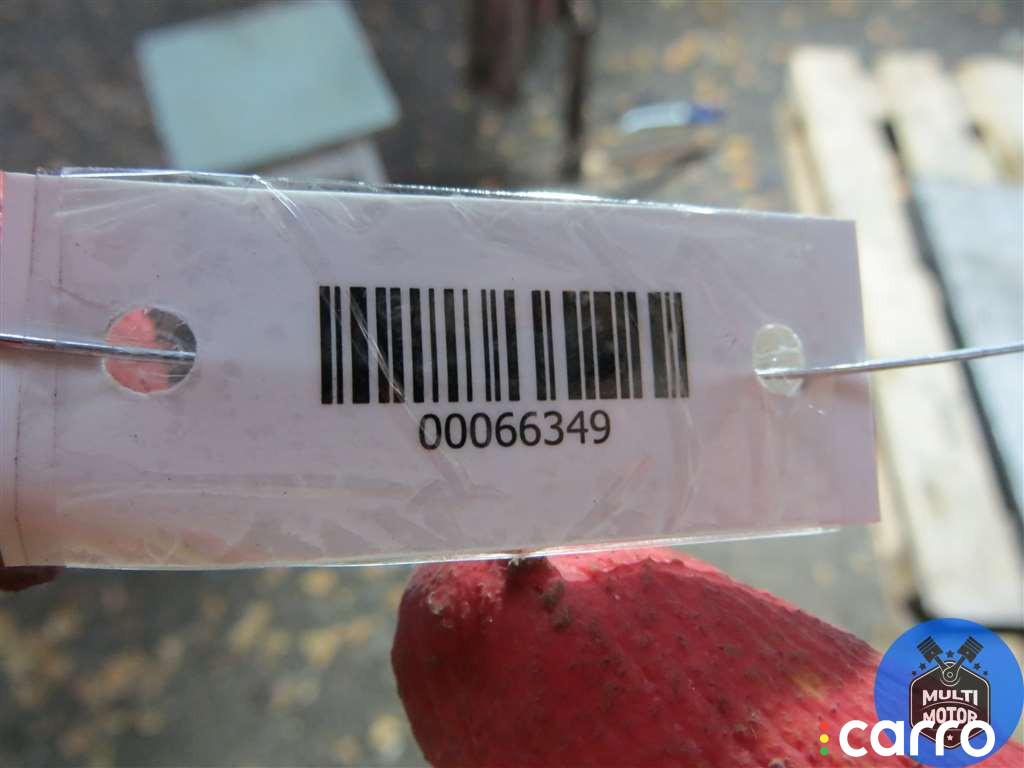 00066349
MULTI
MOTOR
carro